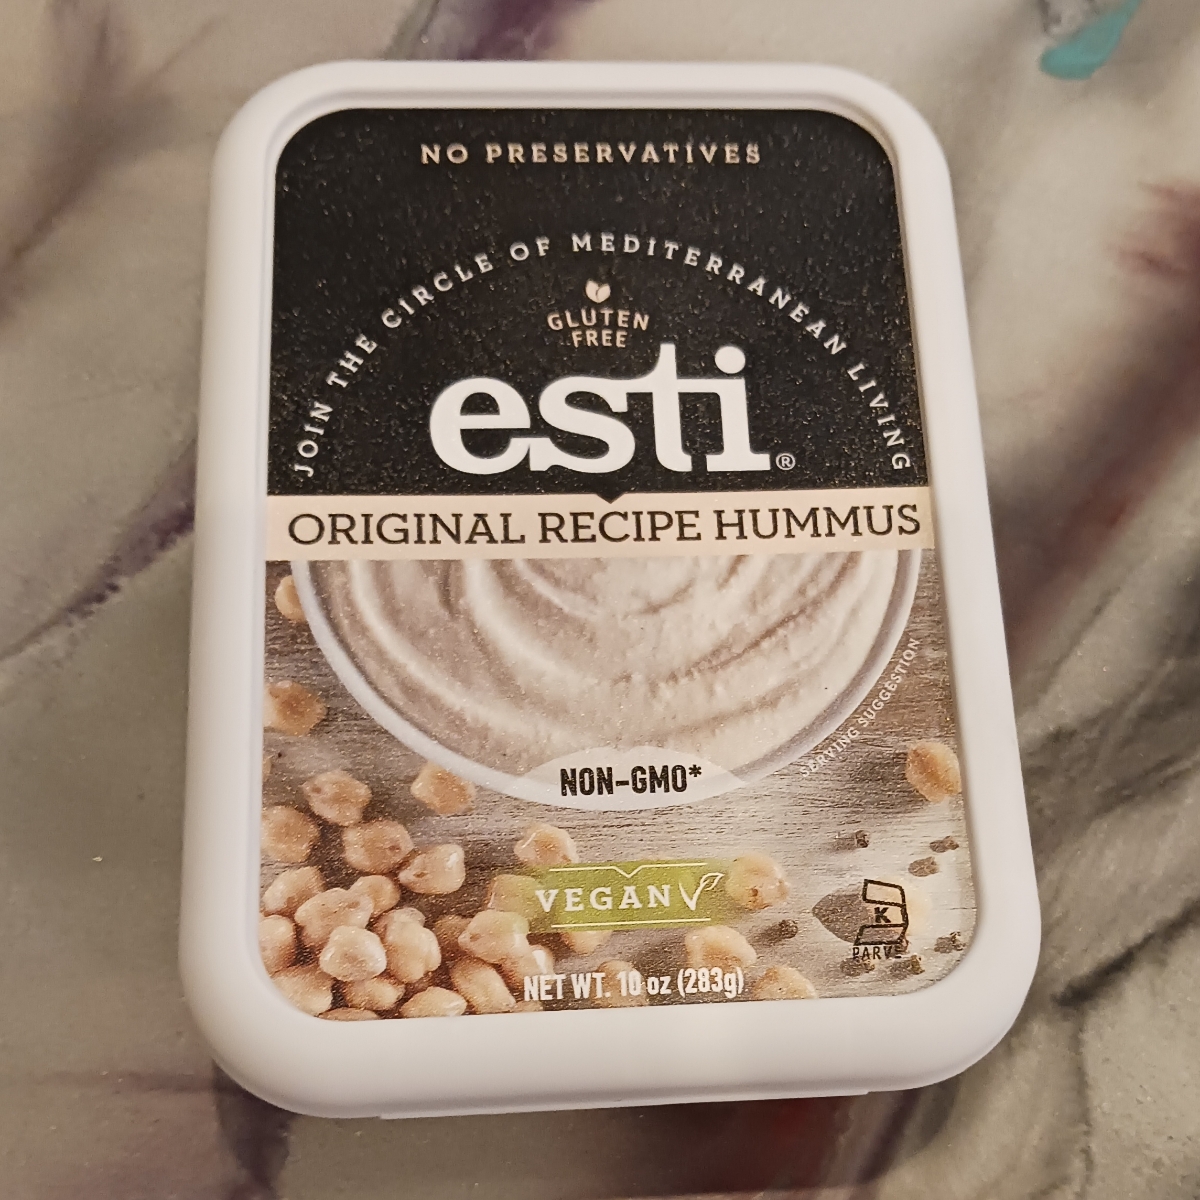 NO PRESERVATIVES
JOIN THE CIRCLE OF MEDITERRANEAN LIVING
GLUTEN
FREE
esti®
ORIGINAL RECIPE HUMMUS
SERVING SUGGESTION
NON-GMO*
VEGAN
K
PARVE
NET WT. 10 oz (283g)